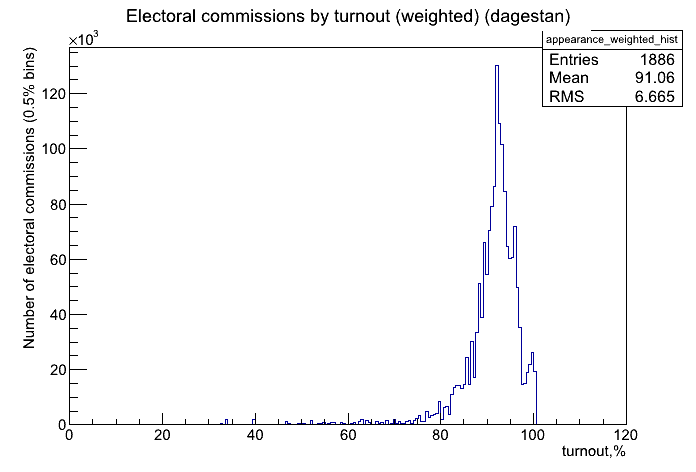 Electoral commissions by turnout (weighted) (dagestan)
×10³
appearance_weighted_hist
Entries 1886
Mean 91.06
RMS 6.665
Number of electoral commissions (0.5% bins)
120
100
80
60
40
20
0
0 20 40 60 80 100 120
turnout,%